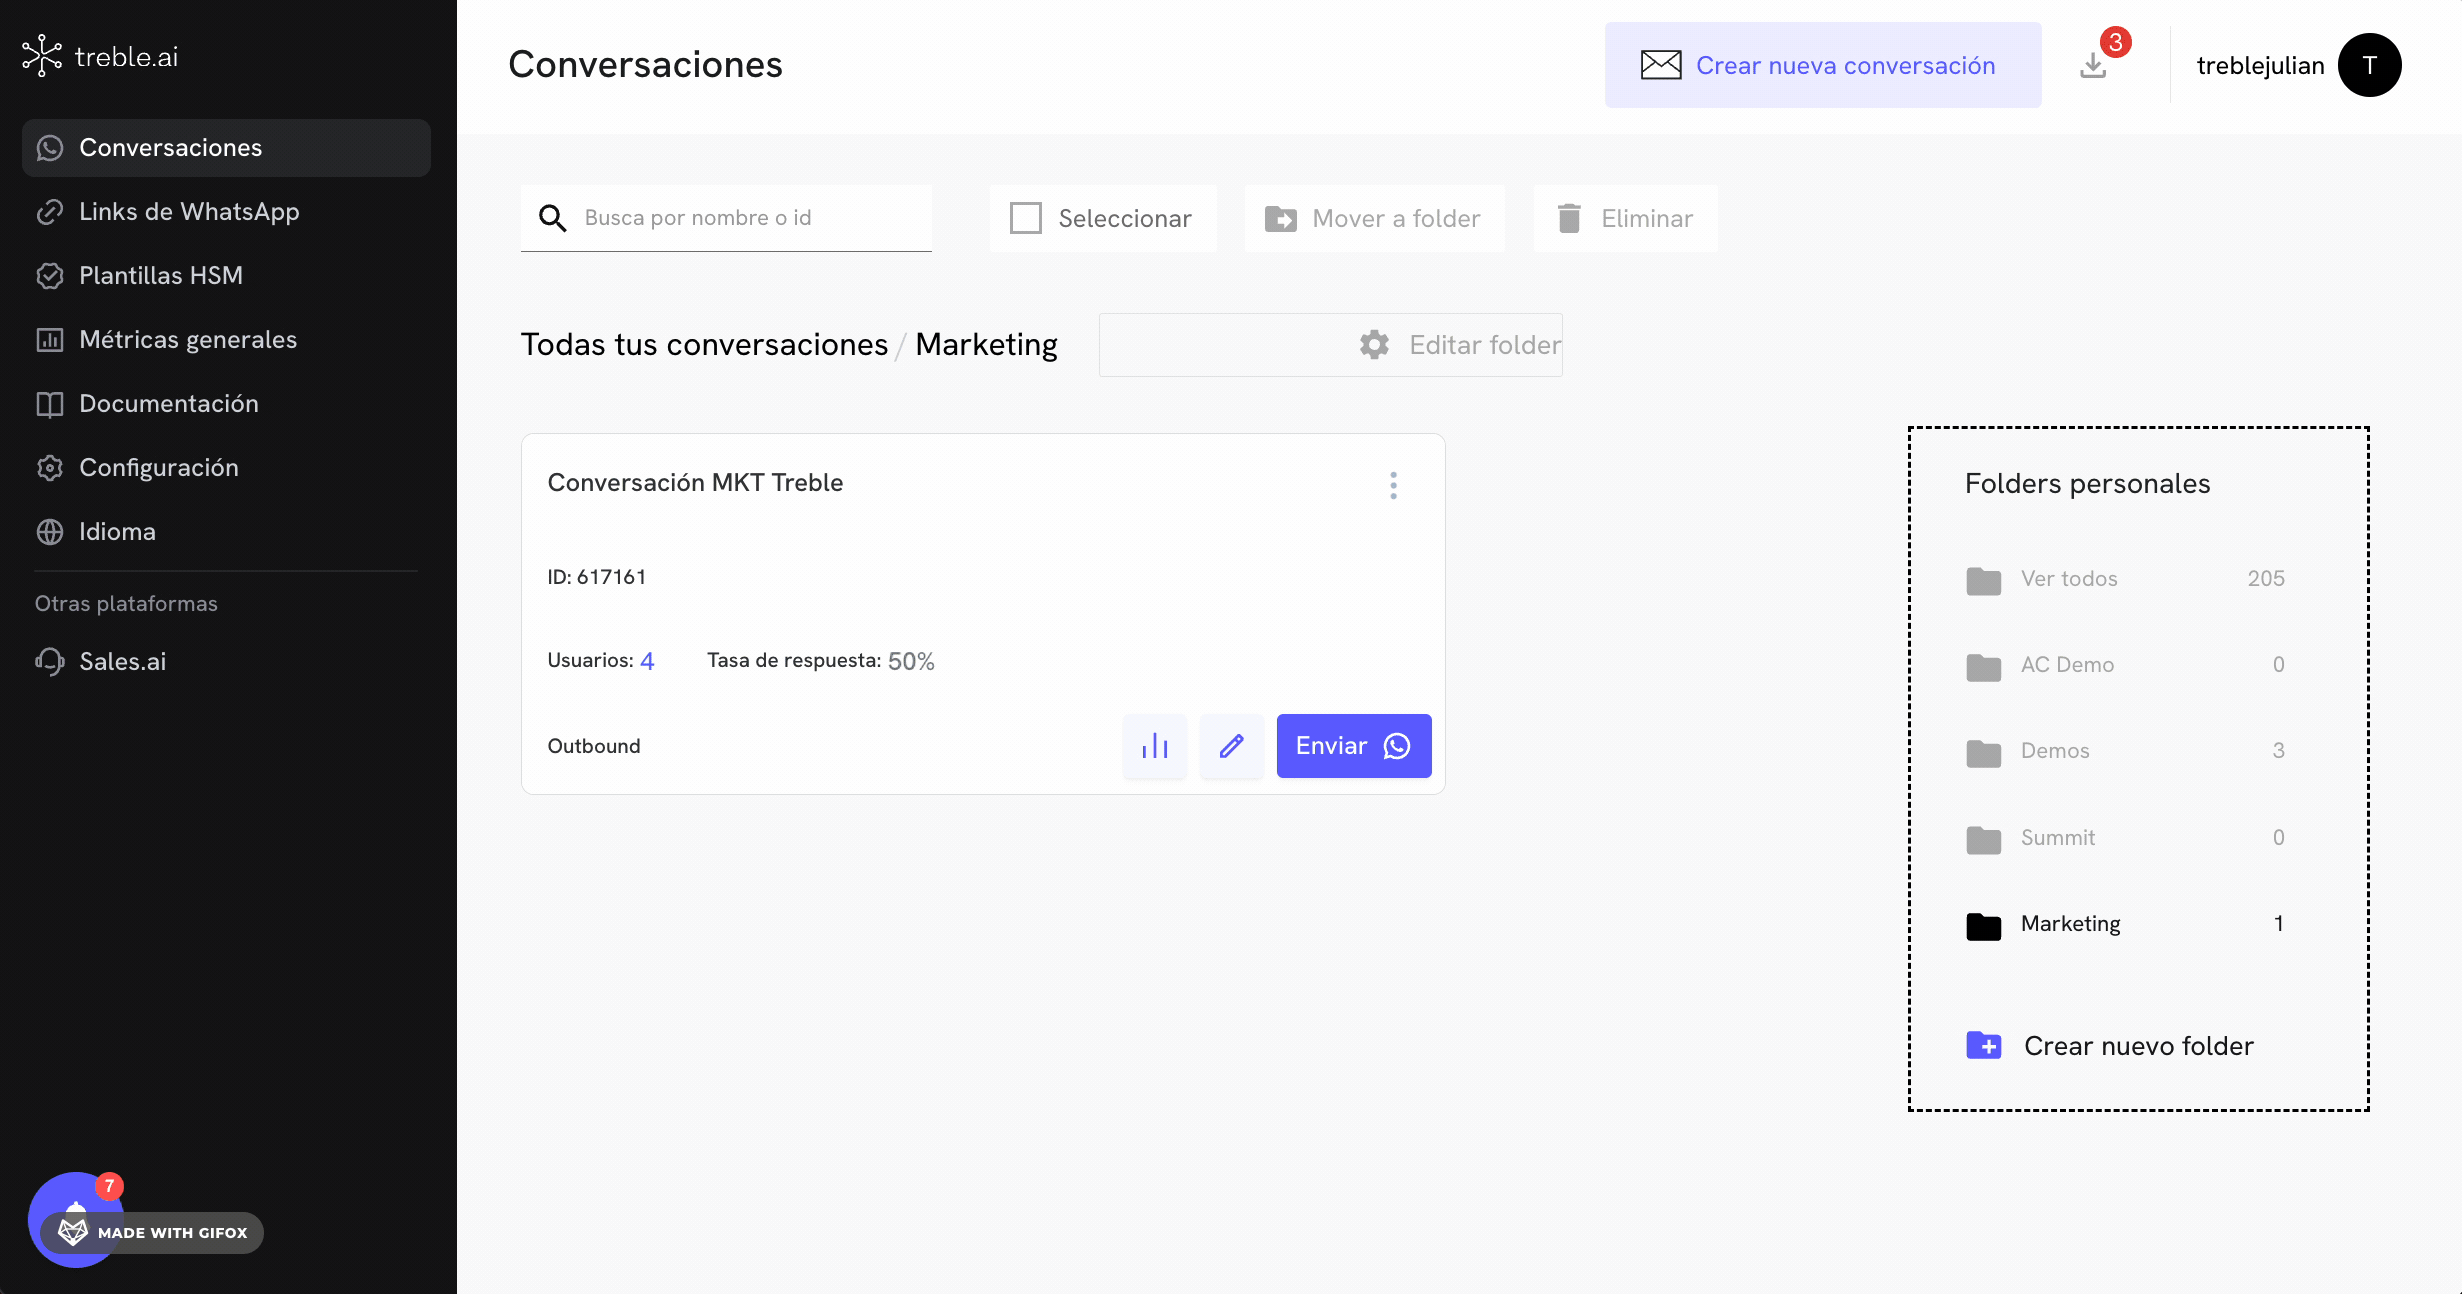 treble.ai
Conversaciones
Links de WhatsApp
Plantillas HSM
Métricas generales
Documentación
Configuración
Idioma
Otras plataformas
Sales.ai
7
MADE WITH GIFOX
Conversaciones
Crear nueva conversación
3
treblejulian
T
Busca por nombre o id
Seleccionar
Mover a folder
Eliminar
Todas tus conversaciones / Marketing
Editar folder
Conversación MKT Treble
ID: 617161
Usuarios: 4 Tasa de respuesta: 50%
Outbound
Enviar
Folders personales
Ver todos 205
AC Demo 0
Demos 3
Summit 0
Marketing 1
Crear nuevo folder